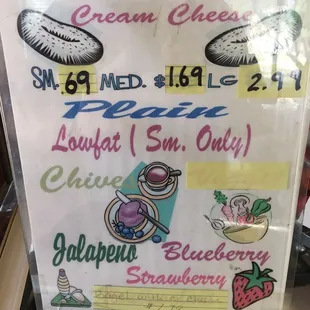 Cream Cheese
SM. .69 MED. $1.69 LG 2.99
Plain
Lowfat ( Sm. Only)
Chive
Jalapeno Blueberry
Strawberry